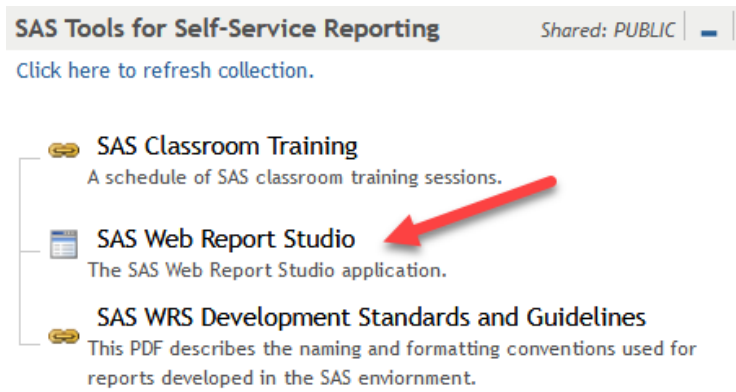 SAS Tools for Self-Service Reporting Shared: PUBLIC
Click here to refresh collection.
SAS Classroom Training
A schedule of SAS classroom training sessions.
SAS Web Report Studio
The SAS Web Report Studio application.
SAS WRS Development Standards and Guidelines
This PDF describes the naming and formatting conventions used for
reports developed in the SAS enviornment.